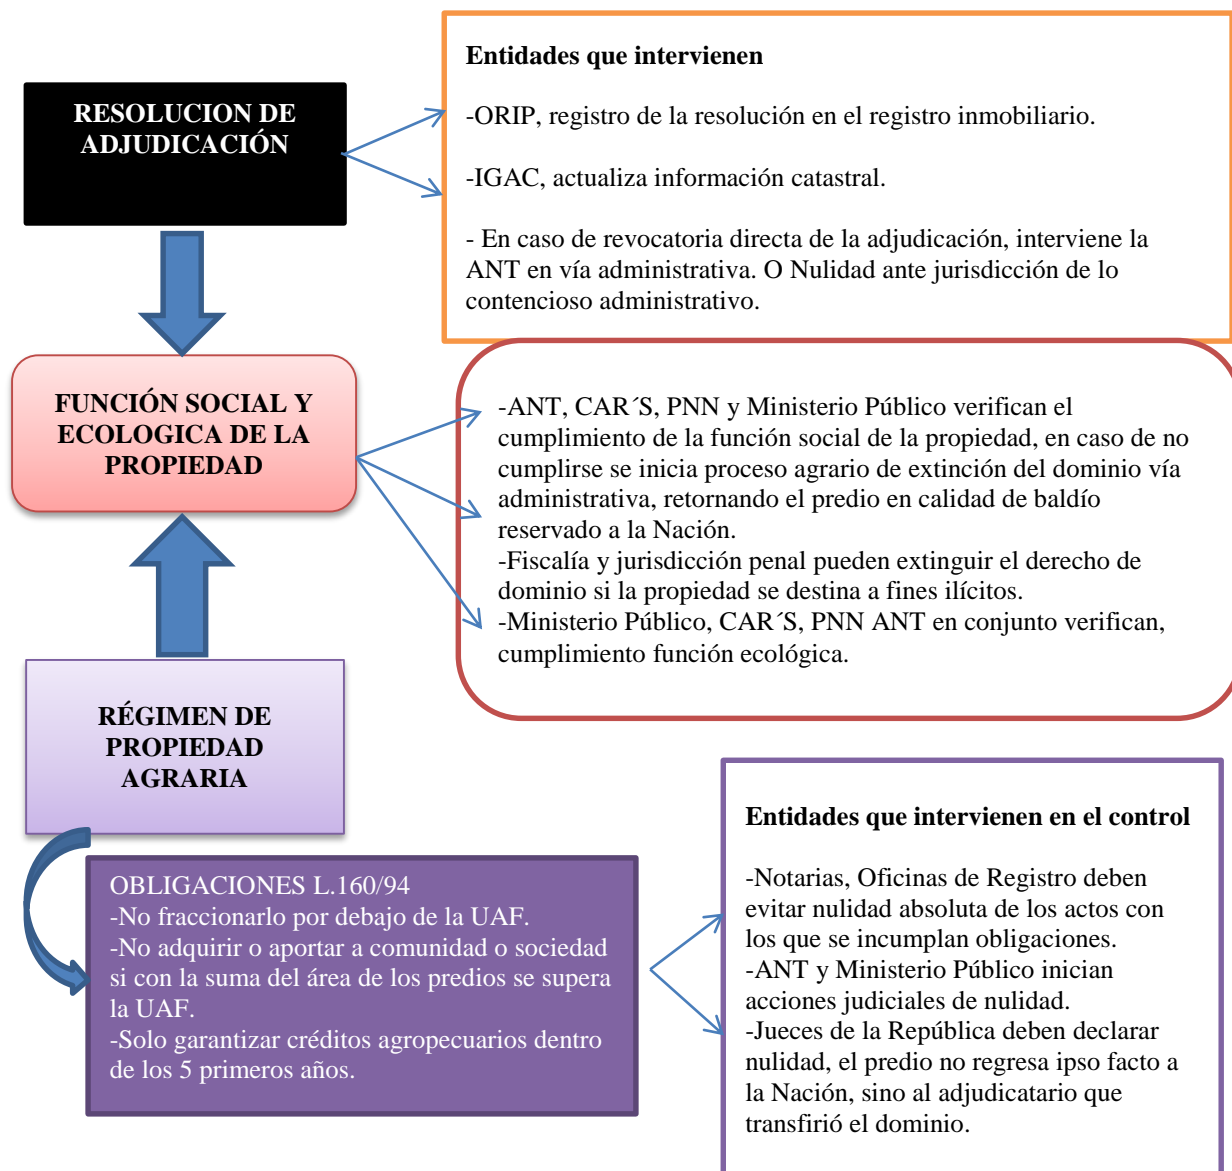 RESOLUCION DE
ADJUDICACIÓN
Entidades que intervienen
-ORIP, registro de la resolución en el registro inmobiliario.
-IGAC, actualiza información catastral.
- En caso de revocatoria directa de la adjudicación, interviene la
ANT en vía administrativa. O Nulidad ante jurisdicción de lo
contencioso administrativo.
FUNCIÓN SOCIAL Y
ECOLOGICA DE LA
PROPIEDAD
-ANT, CAR´S, PNN y Ministerio Público verifican el
cumplimiento de la función social de la propiedad, en caso de no
cumplirse se inicia proceso agrario de extinción del dominio vía
administrativa, retornando el predio en calidad de baldío
reservado a la Nación.
-Fiscalía y jurisdicción penal pueden extinguir el derecho de
dominio si la propiedad se destina a fines ilícitos.
-Ministerio Público, CAR´S, PNN ANT en conjunto verifican,
cumplimiento función ecológica.
RÉGIMEN DE
PROPIEDAD
AGRARIA
OBLIGACIONES L.160/94
-No fraccionarlo por debajo de la UAF.
-No adquirir o aportar a comunidad o sociedad
si con la suma del área de los predios se supera
la UAF.
-Solo garantizar créditos agropecuarios dentro
de los 5 primeros años.
Entidades que intervienen en el control
-Notarias, Oficinas de Registro deben
evitar nulidad absoluta de los actos con
los que se incumplan obligaciones.
-ANT y Ministerio Público inician
acciones judiciales de nulidad.
-Jueces de la República deben declarar
nulidad, el predio no regresa ipso facto a
la Nación, sino al adjudicatario que
transfirió el dominio.